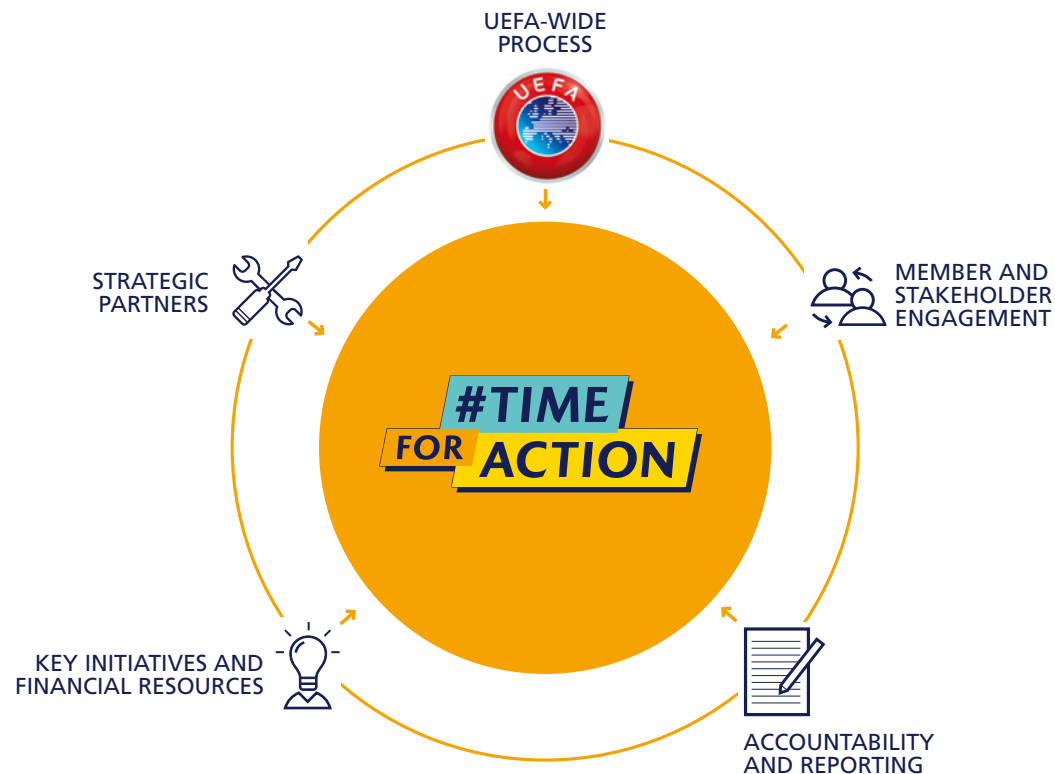 UEFA-WIDE
PROCESS
UEFA
STRATEGIC
PARTNERS
MEMBER AND
STAKEHOLDER
ENGAGEMENT
#TIME
FOR ACTION
KEY INITIATIVES AND
FINANCIAL RESOURCES
ACCOUNTABILITY
AND REPORTING